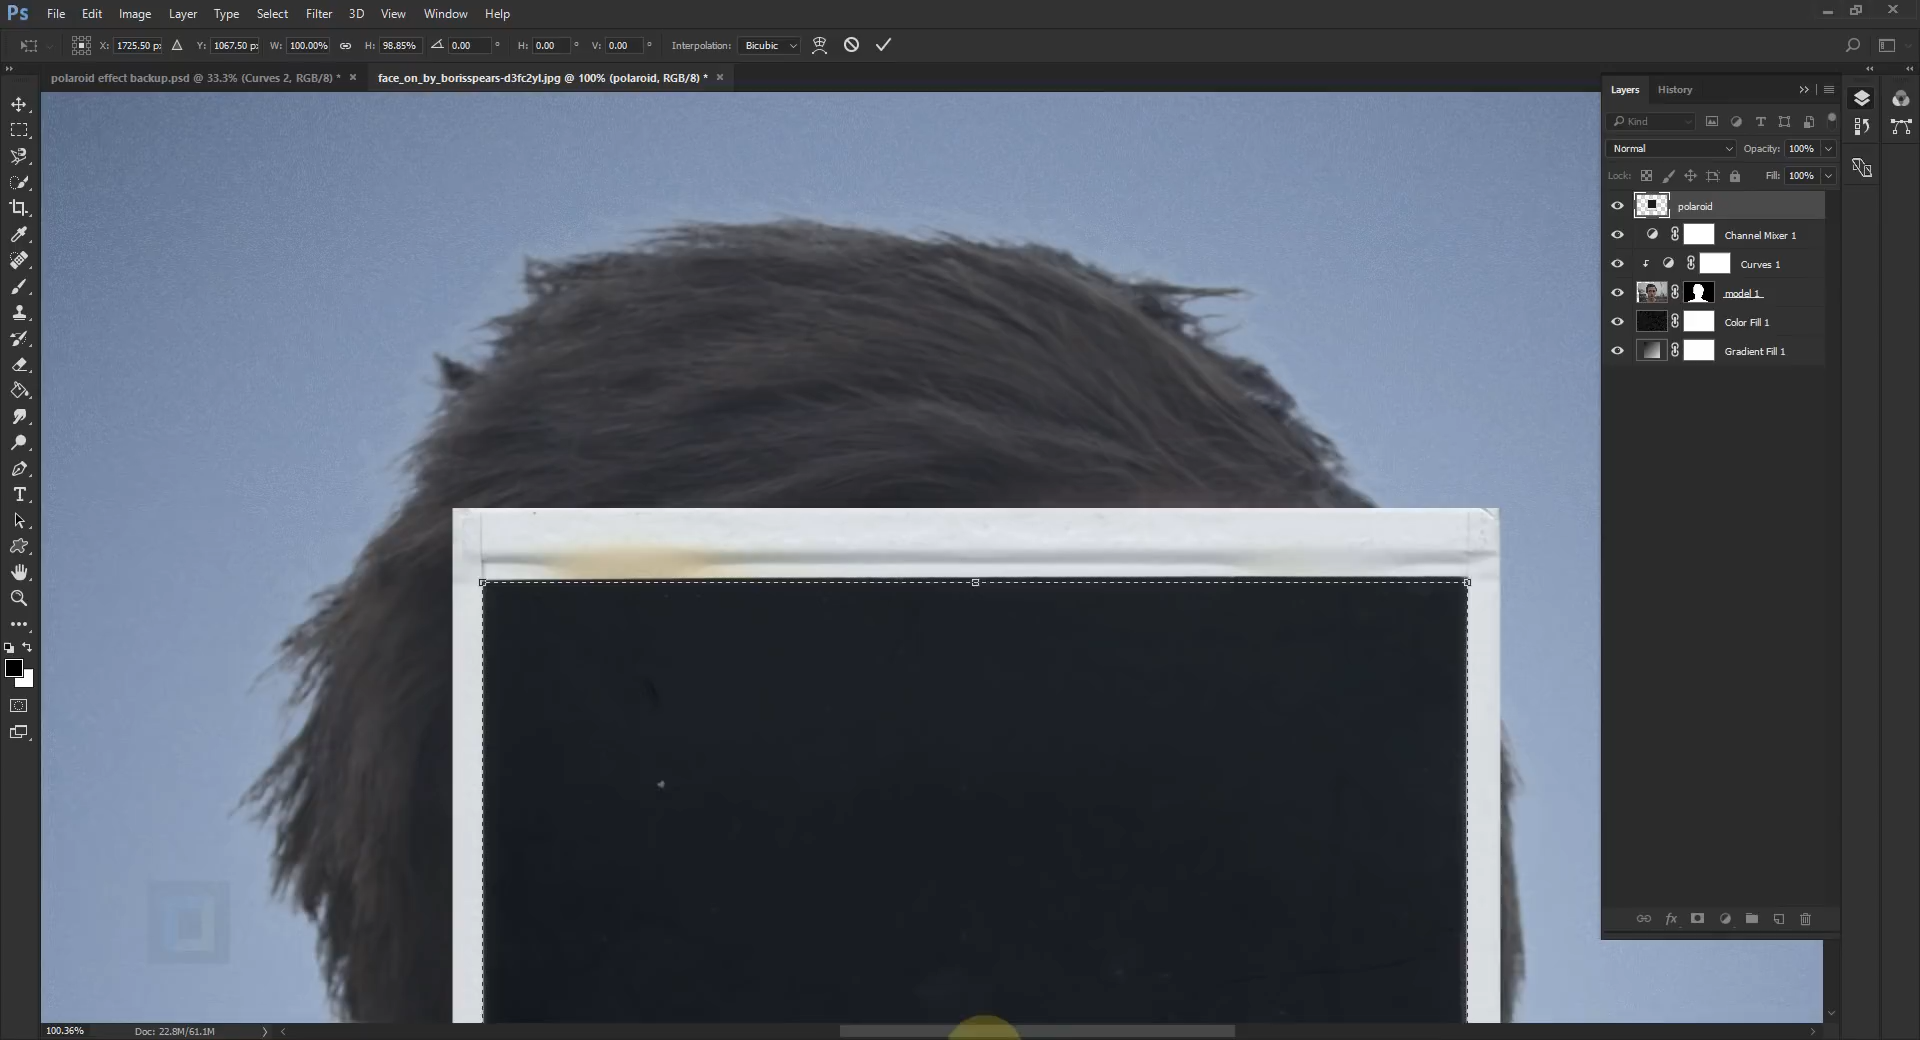 Ps File Edit Image Layer Type Select Filter 3D View Window Help
X: 1725.50 px Y: 1067.50 px W: 100.00% H: 98.85% 0.00 ° H: 0.00 ° V: 0.00 ° Interpolation: Bicubic
polaroid effect backup.psd @ 33.3% (Curves 2, RGB/8) * × face_on_by_borisspears-d3fc2yl.jpg @ 100% (polaroid, RGB/8) * ×
Layers History
Kind
Normal Opacity: 100%
Lock: Fill: 100%
polaroid
Channel Mixer 1
Curves 1
model 1
Color Fill 1
Gradient Fill 1
100.36% Doc: 22.8M/61.1M